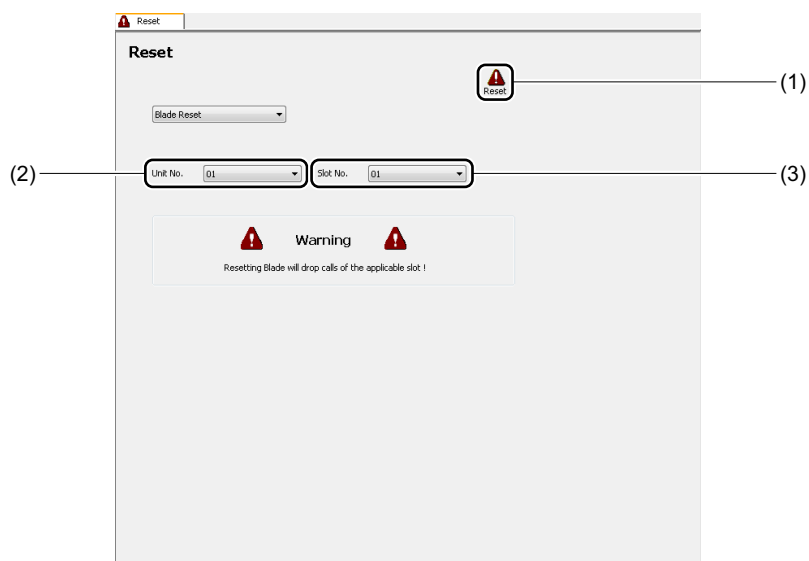 Reset
Reset
Reset
(1)
Blade Reset
(2)
Unit No. 01
Slot No. 01
(3)
Warning
Resetting Blade will drop calls of the applicable slot !